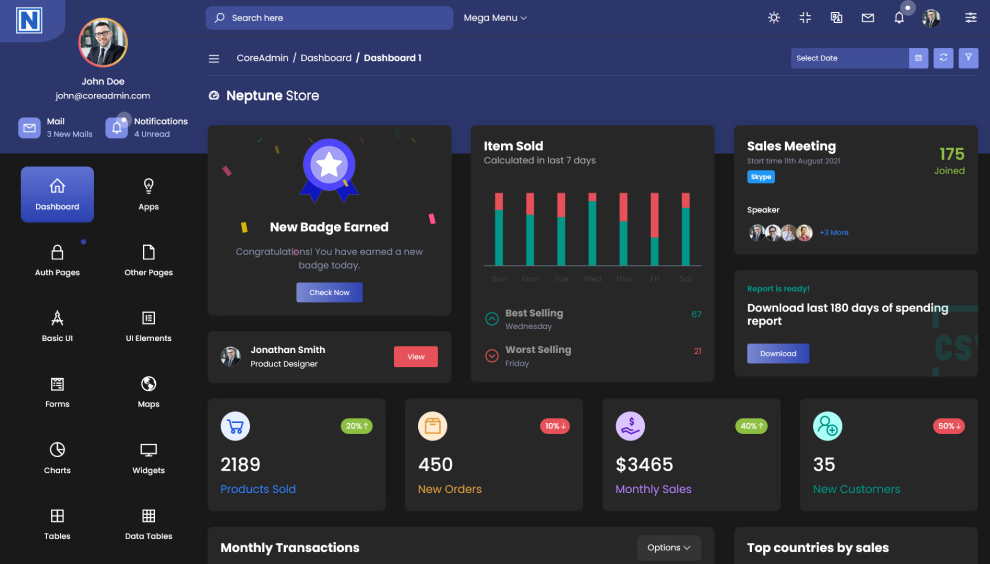 N
Search here
Mega Menu
John Doe
john@coreadmin.com
Mail
3 New Mails
Notifications
4 Unread
Dashboard
Apps
Auth Pages
Other Pages
Basic UI
UI Elements
Forms
Maps
Charts
Widgets
Tables
Data Tables
CoreAdmin / Dashboard / Dashboard 1
Select Date
Neptune Store
New Badge Earned
Congratulations! You have earned a new
badge today.
Check Now
Jonathan Smith
Product Designer
View
Item Sold
Calculated in last 7 days
Sun Mon Tue Wed Thur Fri Sat
Best Selling
Wednesday
67
Worst Selling
Friday
21
Sales Meeting
Start time 11th August 2021
Skype
175
Joined
Speaker
+3 More
Report is ready!
Download last 180 days of spending
report
Download
CSV
20%↑
2189
Products Sold
10%↓
450
New Orders
40%↑
$3465
Monthly Sales
50%↓
35
New Customers
Monthly Transactions
Options
Top countries by sales